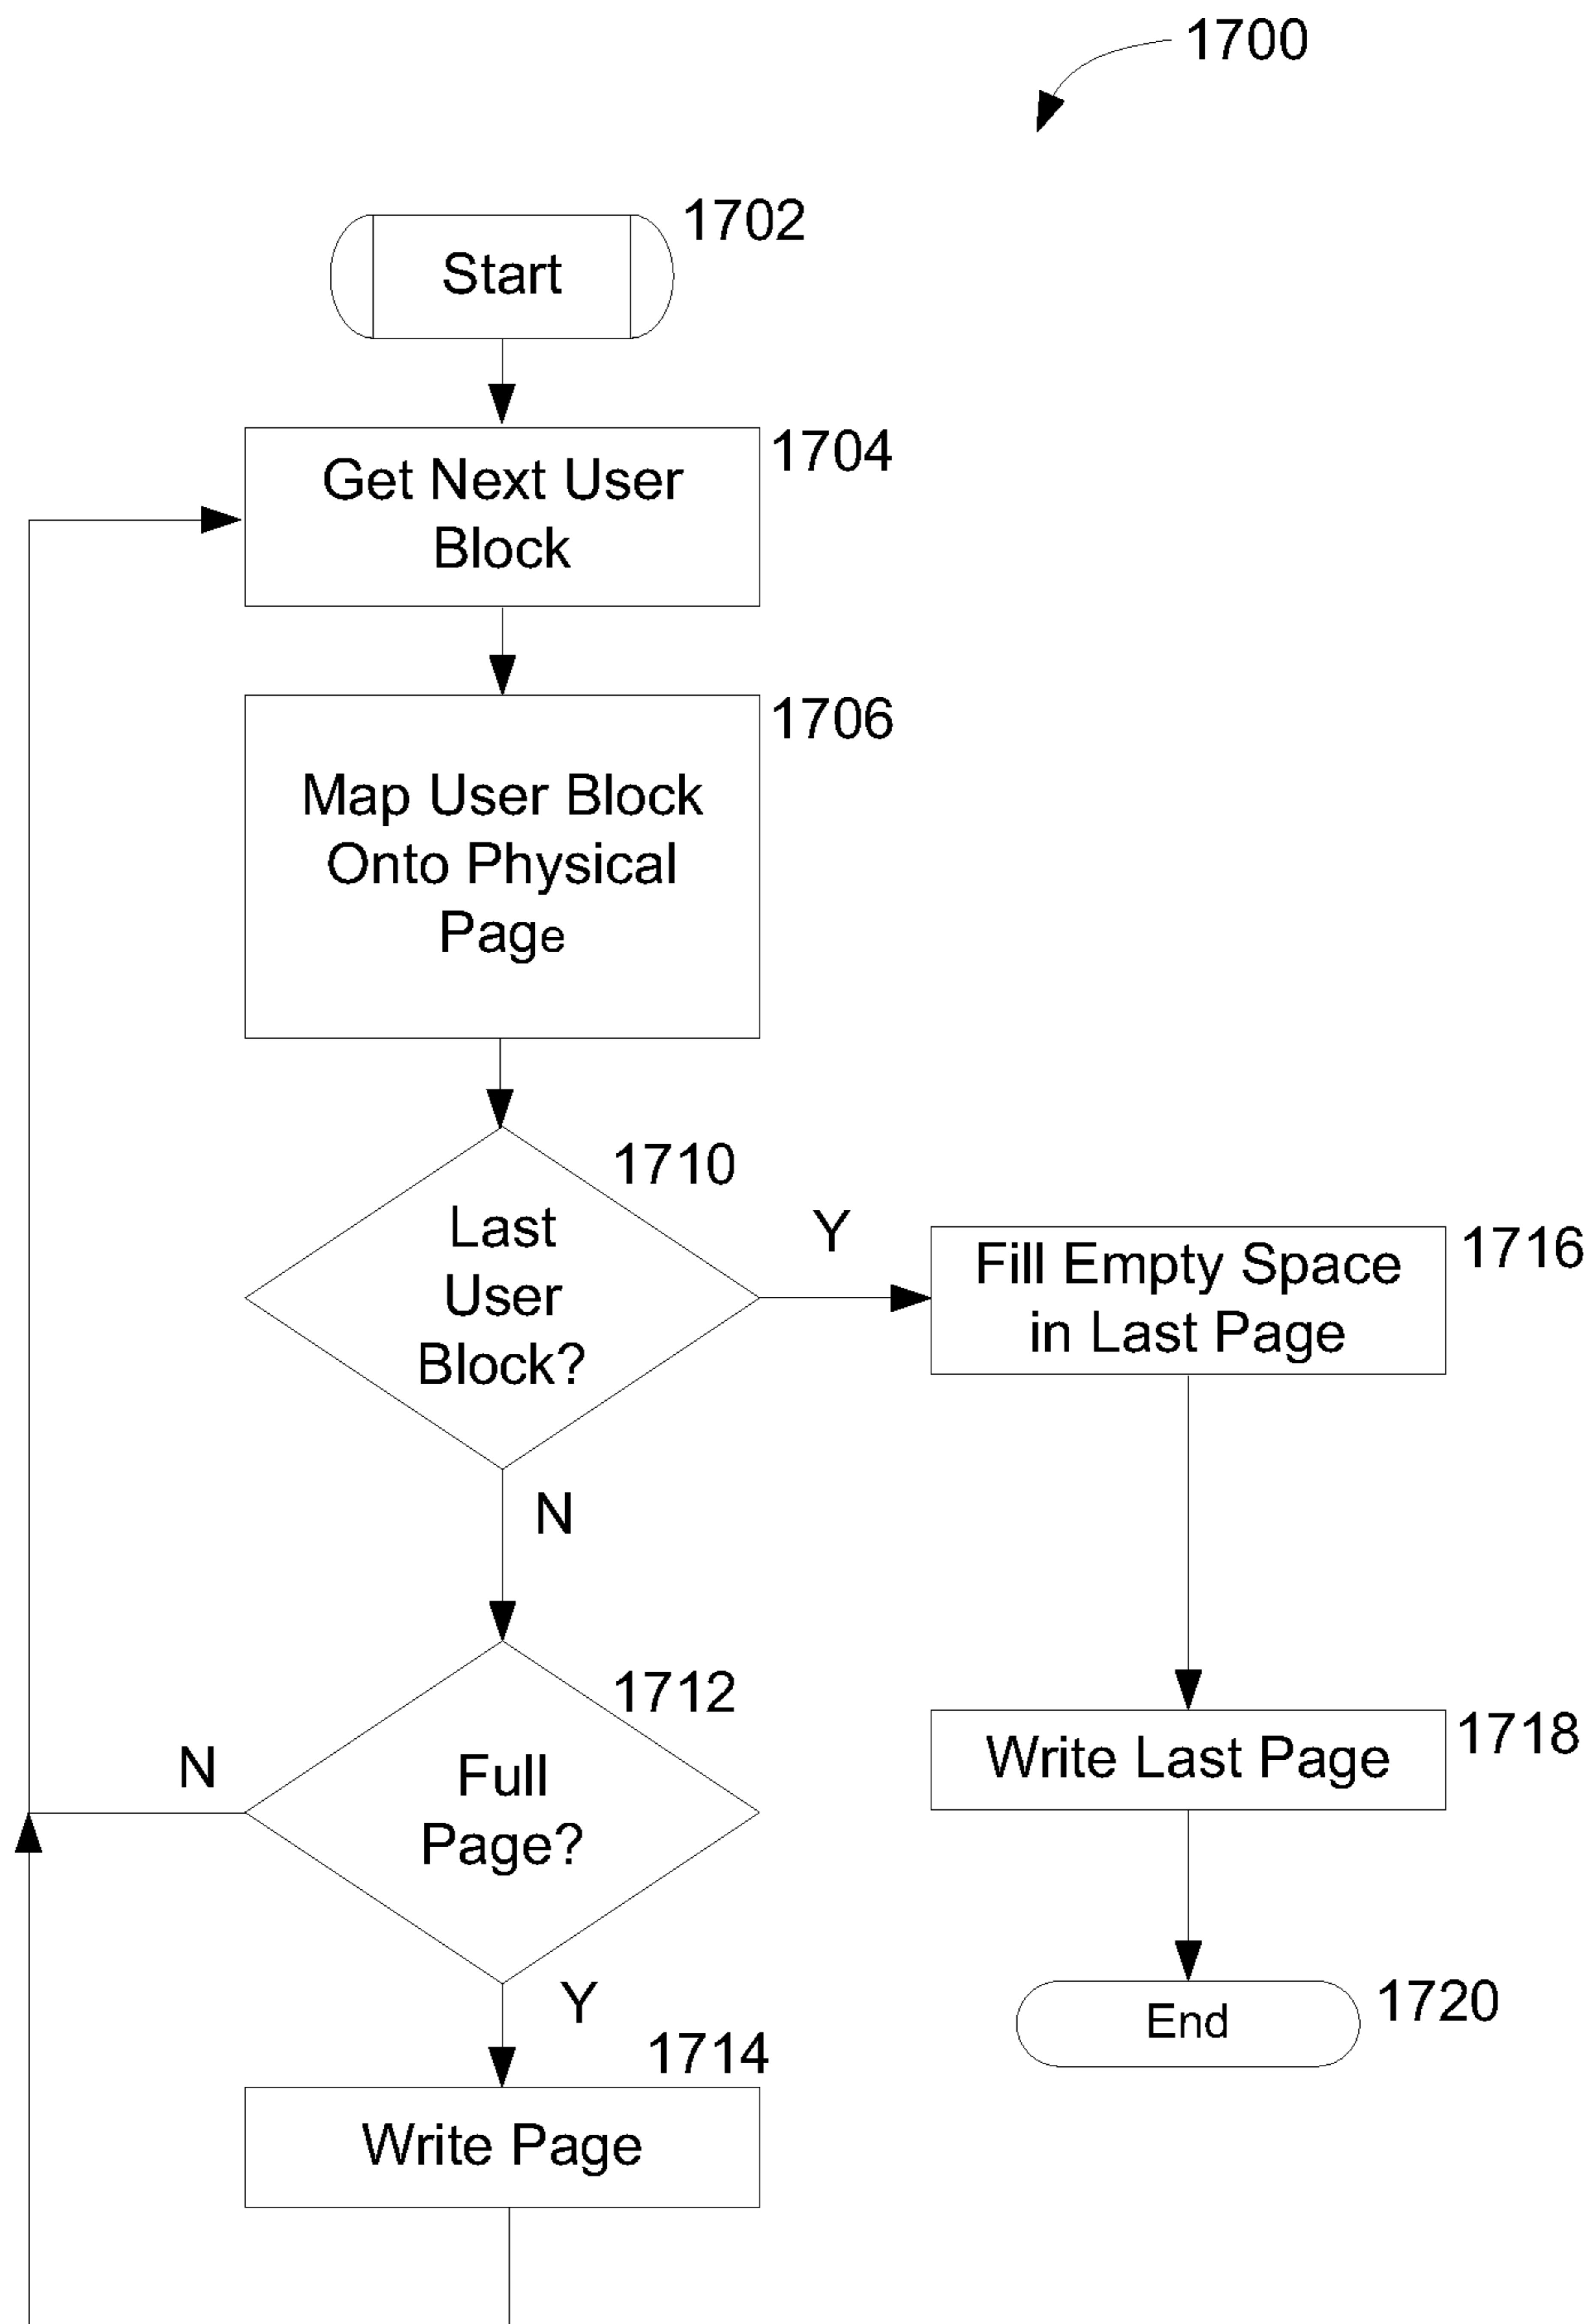 1700
1702
Start
1704
Get Next User
Block
1706
Map User Block
Onto Physical
Page
1710
Last
User
Block?
Y
1716
Fill Empty Space
in Last Page
N
1712
Full
Page?
N
1718
Write Last Page
Y
1720
End
1714
Write Page